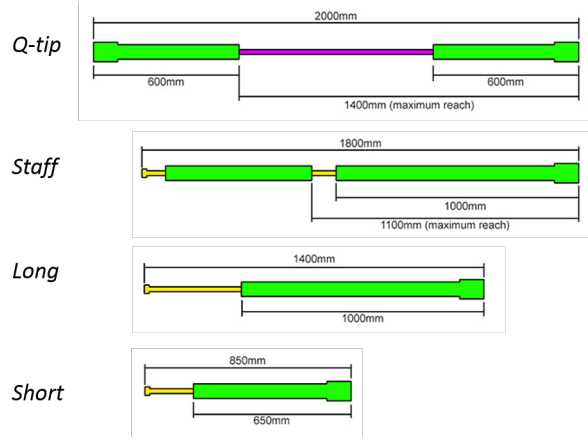 2000mm
Q-tip
600mm
600mm
1400mm (maximum reach)
1800mm
Staff
1000mm
1100mm (maximum reach)
Long
1400mm
1000mm
850mm
Short
650mm